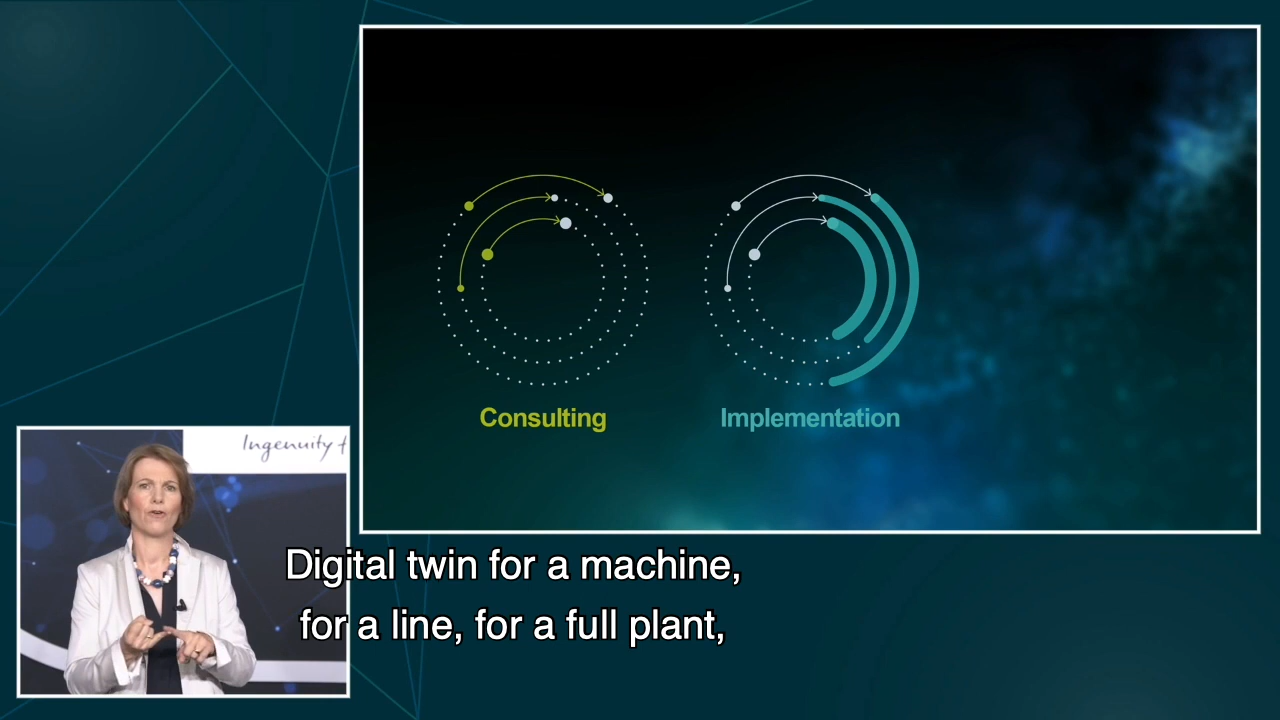 Consulting
Implementation
Ingenuity f
Digital twin for a machine,
for a line, for a full plant,